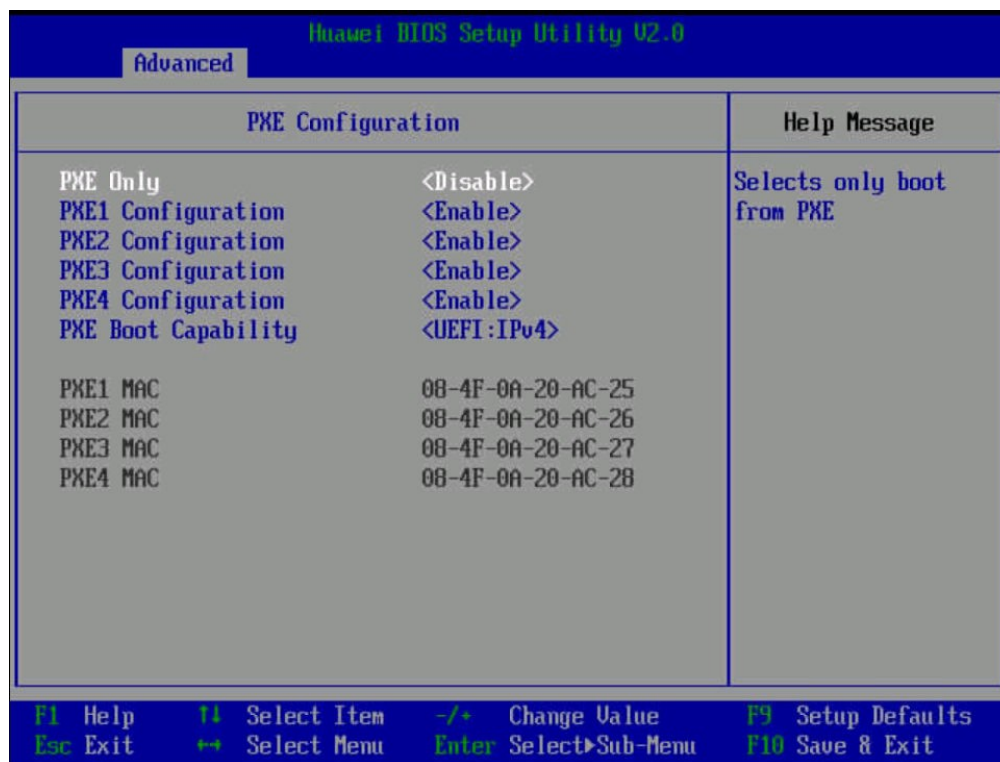 Huawei BIOS Setup Utility V2.0
Advanced
PXE Configuration
Help Message
PXE Only <Disable>
PXE1 Configuration <Enable>
PXE2 Configuration <Enable>
PXE3 Configuration <Enable>
PXE4 Configuration <Enable>
PXE Boot Capability <UEFI:IPv4>
PXE1 MAC 08-4F-0A-20-AC-25
PXE2 MAC 08-4F-0A-20-AC-26
PXE3 MAC 08-4F-0A-20-AC-27
PXE4 MAC 08-4F-0A-20-AC-28
Selects only boot
from PXE
F1 Help ↑↓ Select Item -/+ Change Value F9 Setup Defaults
Esc Exit ←→ Select Menu Enter Select▶Sub-Menu F10 Save & Exit